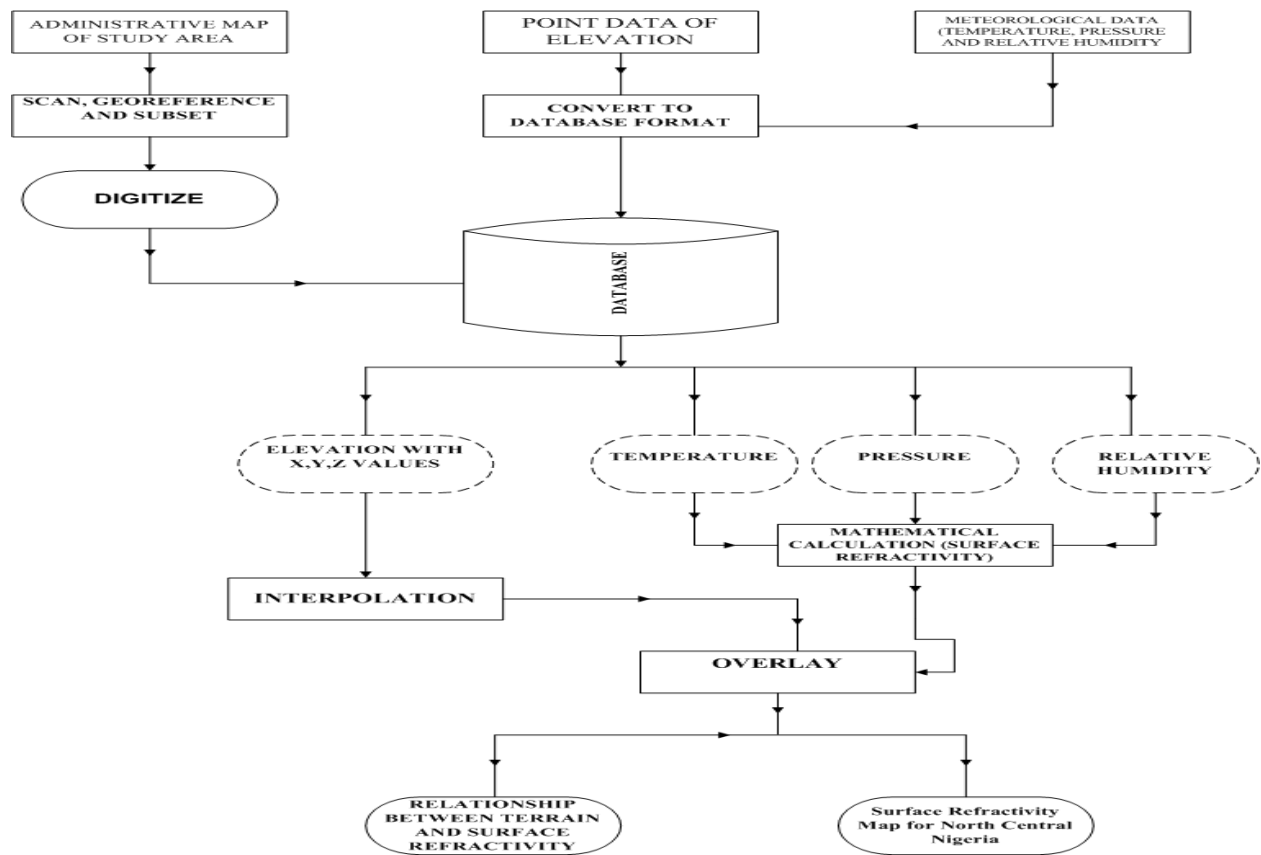 ADMINISTRATIVE MAP
OF STUDY AREA
POINT DATA OF
ELEVATION
METEOROLOGICAL DATA
(TEMPERATURE, PRESSURE
AND RELATIVE HUMIDITY
SCAN, GEOREFERENCE
AND SUBSET
CONVERT TO
DATABASE FORMAT
DIGITIZE
DATABASE
ELEVATION WITH
X,Y,Z VALUES
TEMPERATURE
PRESSURE
RELATIVE
HUMIDITY
MATHEMATICAL
CALCULATION (SURFACE
REFRACTIVITY)
INTERPOLATION
OVERLAY
RELATIONSHIP
BETWEEN TERRAIN
AND SURFACE
REFRACTIVITY
Surface Refractivity
Map for North Central
Nigeria